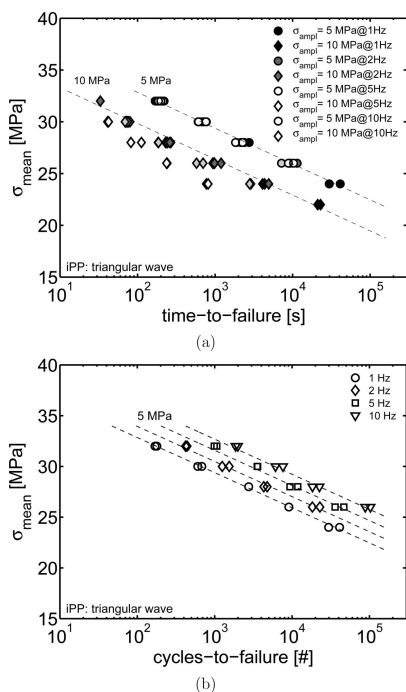 40
35
30
25
20
15
σmean [MPa]
10 MPa
5 MPa
σampl= 5 MPa@1Hz
σampl= 10 MPa@1Hz
σampl= 5 MPa@2Hz
σampl= 10 MPa@2Hz
σampl= 5 MPa@5Hz
σampl= 10 MPa@5Hz
σampl= 5 MPa@10Hz
σampl= 10 MPa@10Hz
iPP: triangular wave
10^1 10^2 10^3 10^4 10^5
time-to-failure [s]
(a)
40
35
30
25
20
15
σmean [MPa]
5 MPa
1 Hz
2 Hz
5 Hz
10 Hz
iPP: triangular wave
10^1 10^2 10^3 10^4 10^5
cycles-to-failure [#]
(b)